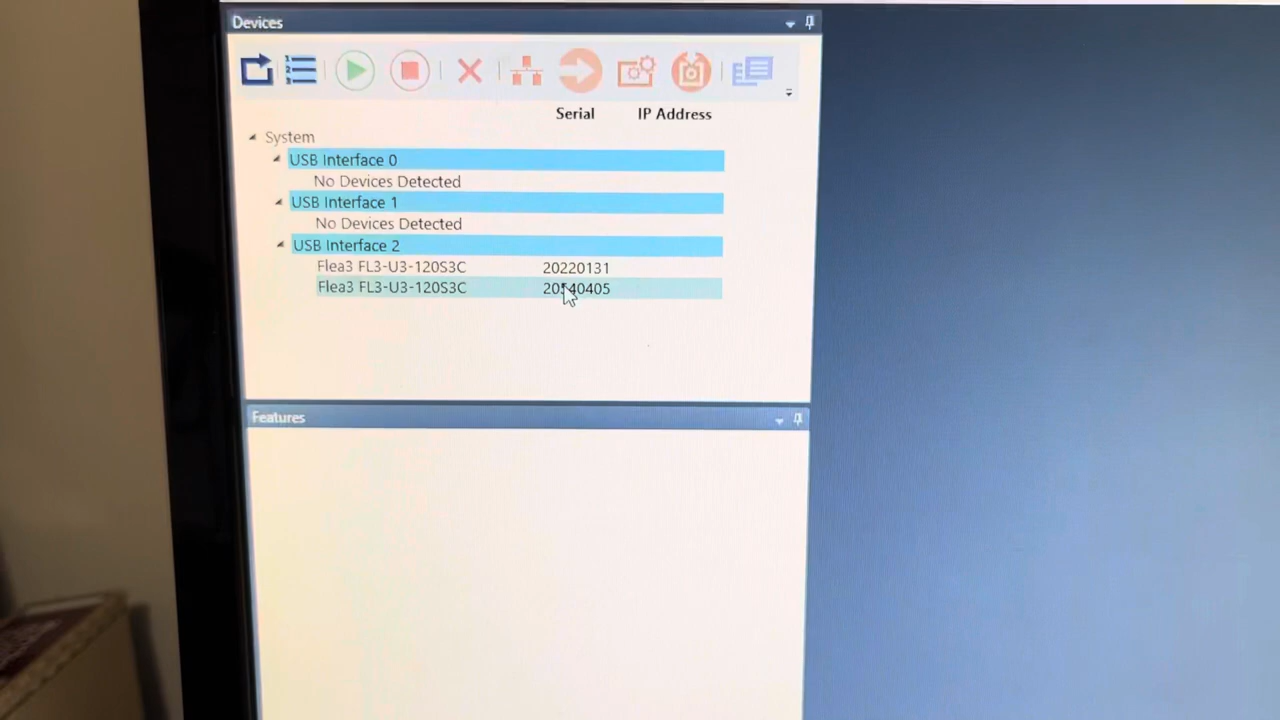 Devices
Serial IP Address
System
USB Interface 0
No Devices Detected
USB Interface 1
No Devices Detected
USB Interface 2
Flea3 FL3-U3-120S3C 20220131
Flea3 FL3-U3-120S3C
Features